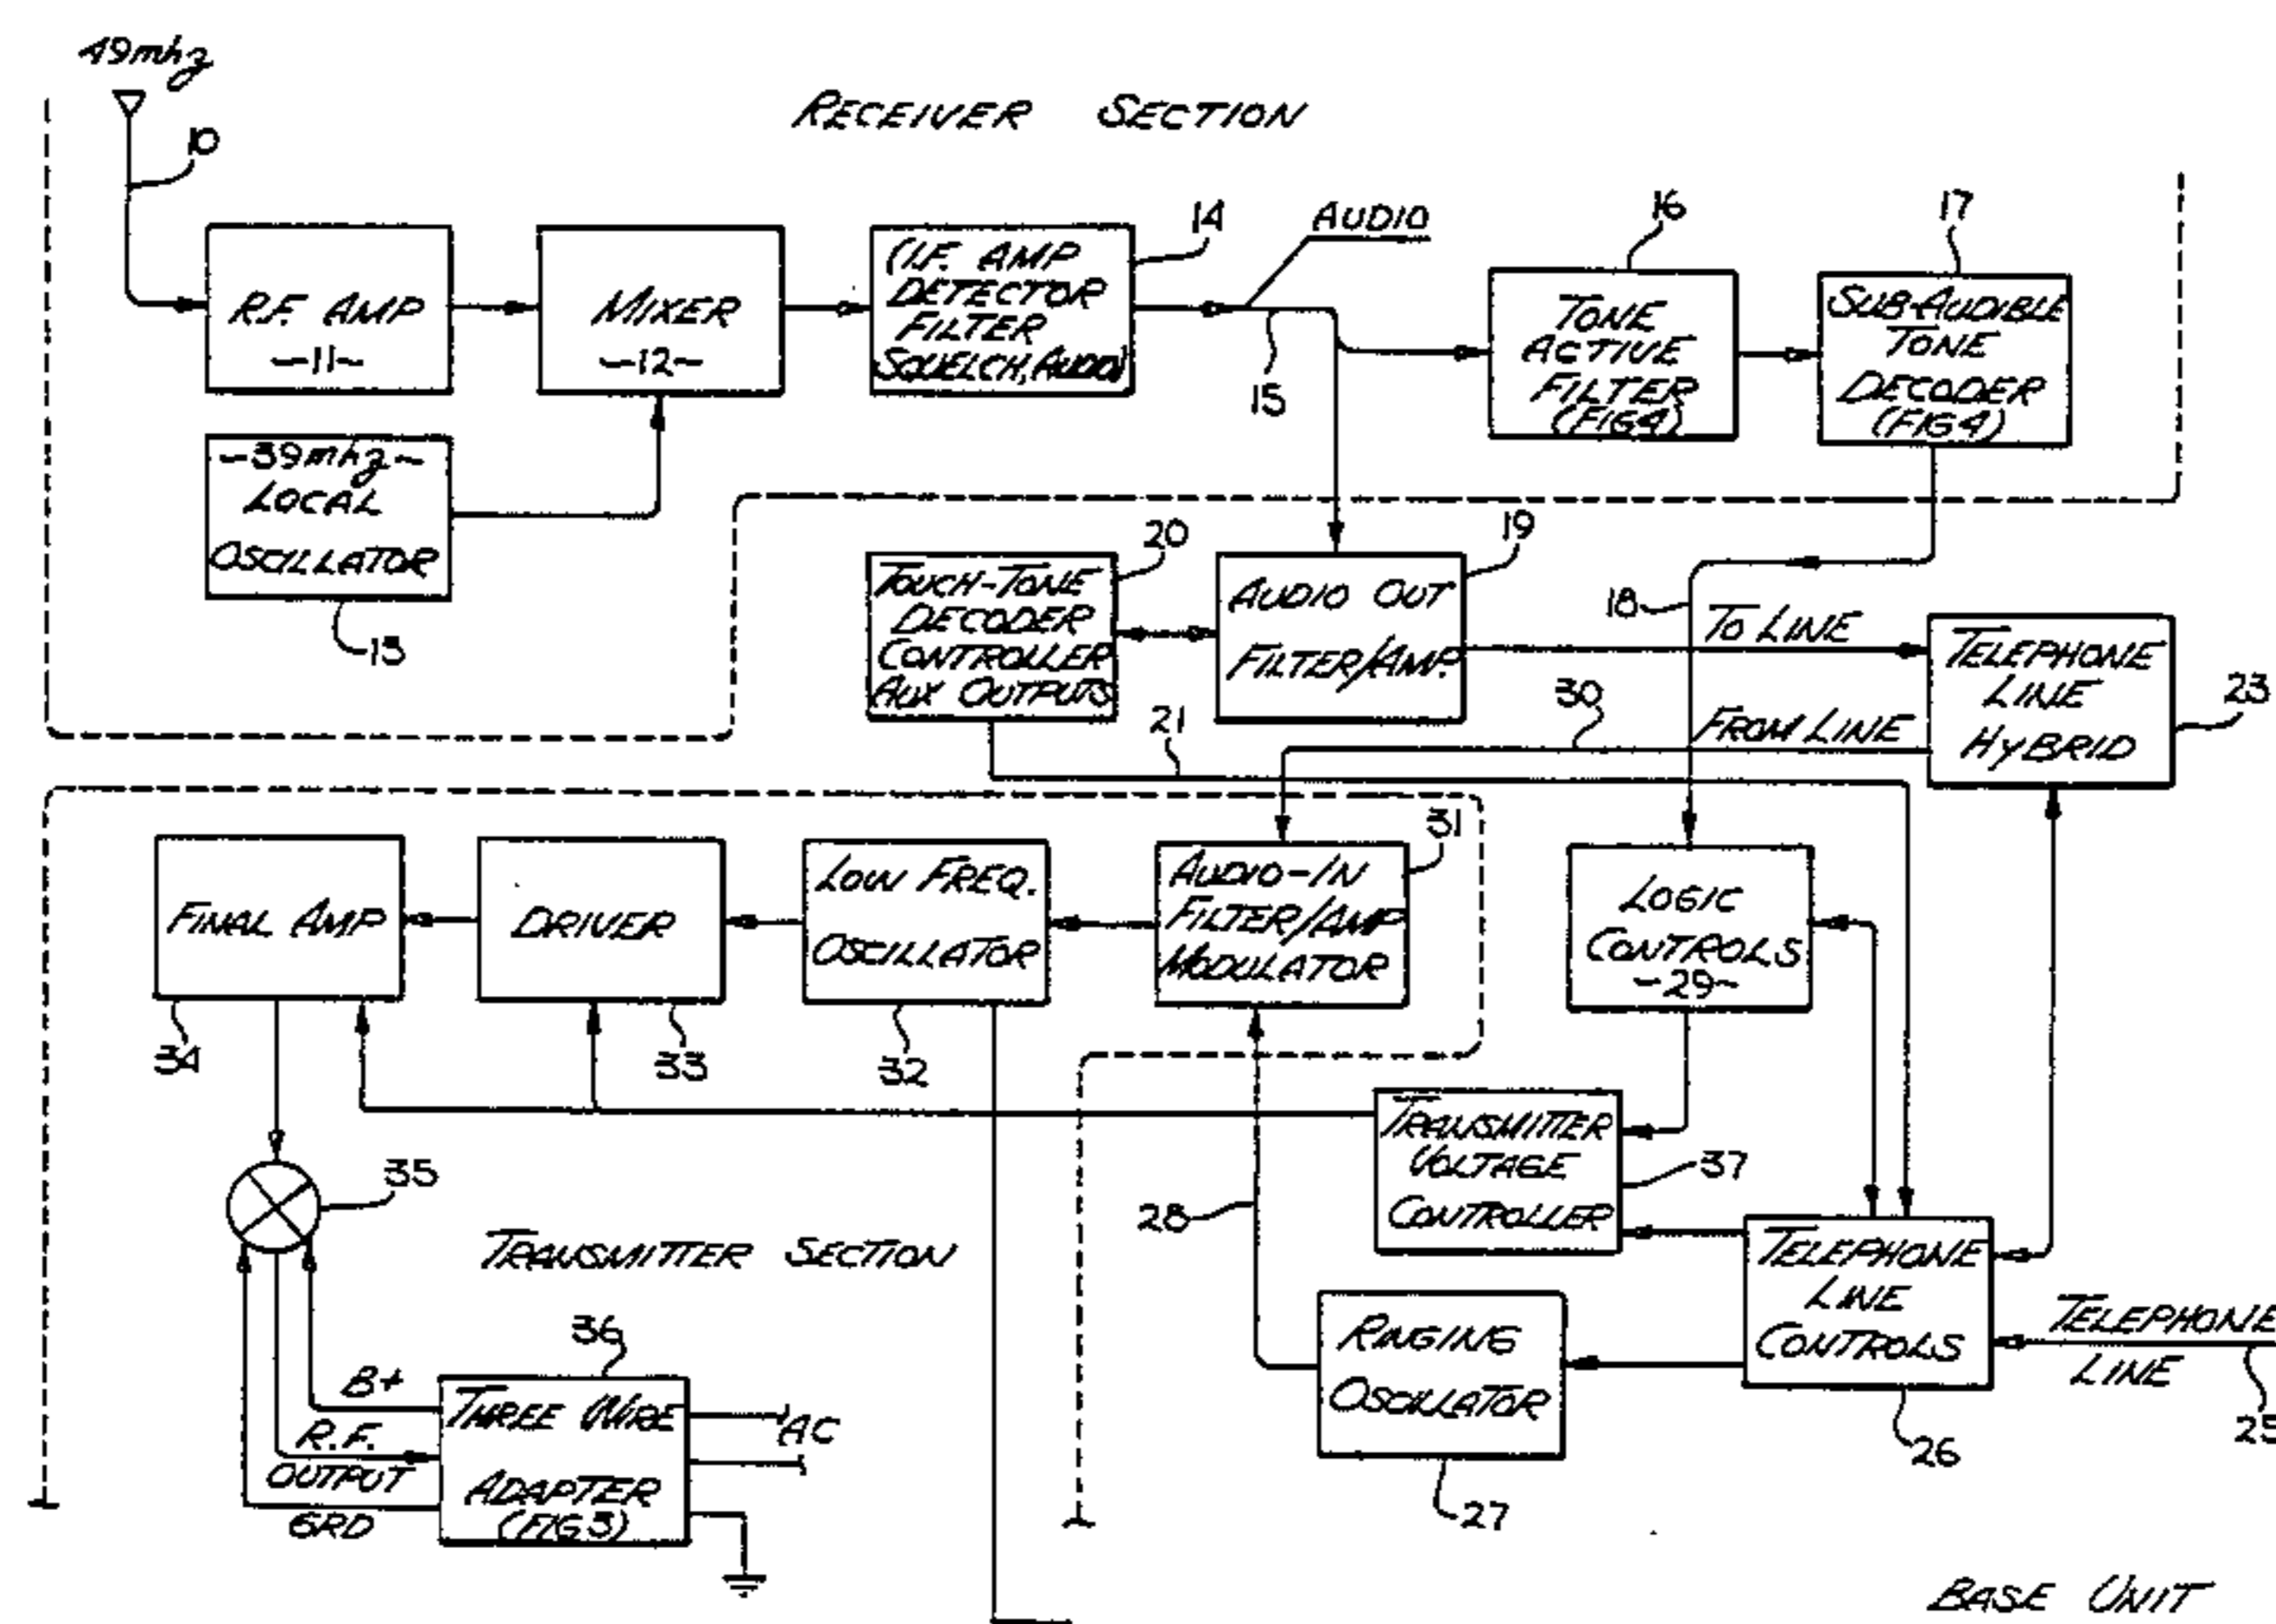 49mhz
RECEIVER SECTION
10
R.F. AMP
~11~
MIXER
~12~
(I.F. AMP
DETECTOR
FILTER
SQUELCH, AUDIO)
14
AUDIO
15
16
TONE
ACTIVE
FILTER
(FIG4)
17
SUB-AUDIBLE
TONE
DECODER
(FIG4)
~39mhz~
LOCAL
OSCILLATOR
13
20
TOUCH-TONE
DECODER
CONTROLLER
AUX OUTPUTS
19
AUDIO OUT
FILTER/AMP.
18
TO LINE
TELEPHONE
LINE
HYBRID
23
21
30
FROM LINE
FINAL AMP
34
DRIVER
33
LOW FREQ.
OSCILLATOR
32
31
AUDIO-IN
FILTER/AMP
MODULATOR
LOGIC
CONTROLS
~29~
35
TRANSMITTER SECTION
28
TRANSMITTER
VOLTAGE
CONTROLLER
37
TELEPHONE
LINE
CONTROLS
26
TELEPHONE
LINE
25
RINGING
OSCILLATOR
27
36
B+
R.F.
OUTPUT
GRD
THREE WIRE
ADAPTER
(FIG3)
AC
BASE UNIT